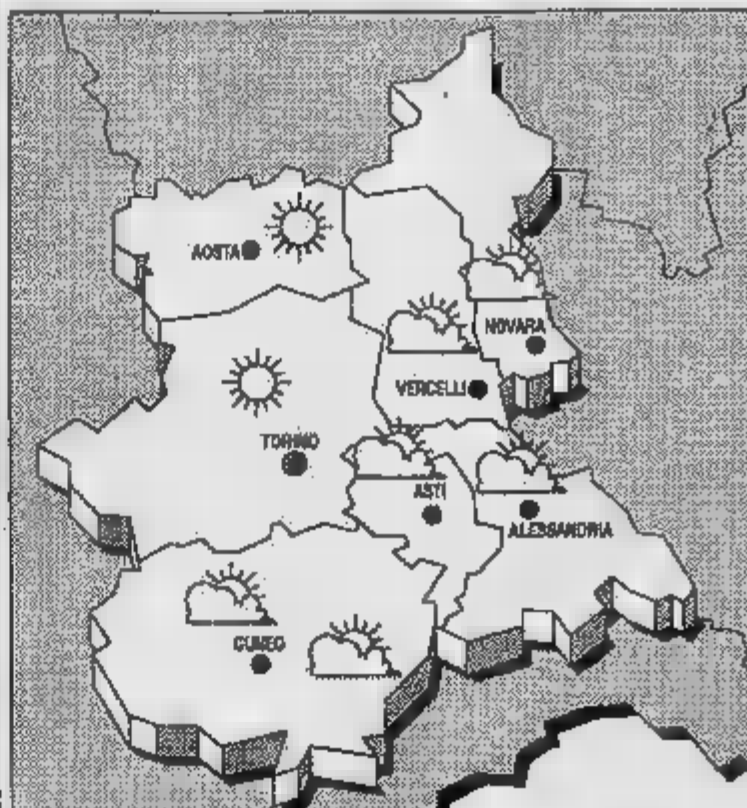 AOSTA
NOVARA
VERCELLI
TORINO
ASTI
ALESSANDRIA
CUNEO